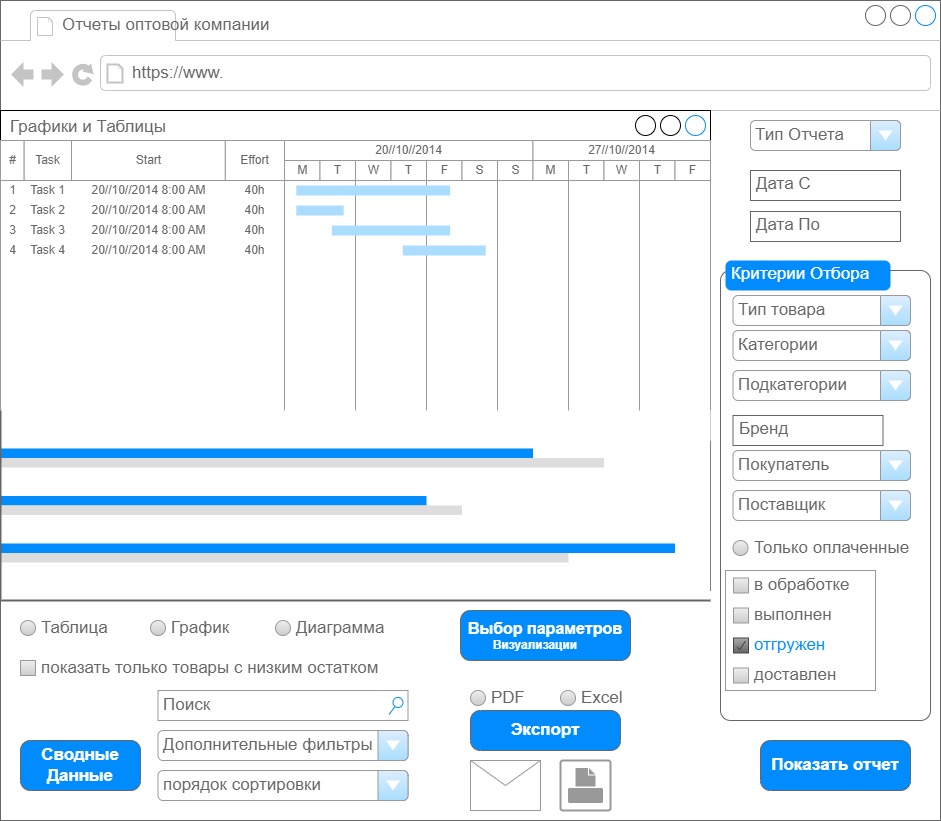 Отчеты оптовой компании
https://www.
Графики и Таблицы
# Task Start Effort 20//10//2014 27//10//2014
M T W T F S S M T W T F
1 Task 1 20//10//2014 8:00 AM 40h
2 Task 2 20//10//2014 8:00 AM 40h
3 Task 3 20//10//2014 8:00 AM 40h
4 Task 4 20//10//2014 8:00 AM 40h
Тип Отчета
Дата С
Дата По
Критерии Отбора
Тип товара
Категории
Подкатегории
Бренд
Покупатель
Поставщик
Только оплаченные
в обработке
выполнен
отгружен
доставлен
Таблица График Диаграмма
показать только товары с низким остатком
Выбор параметров
Визуализации
Поиск
Дополнительные фильтры
порядок сортировки
Сводные
Данные
PDF Excel
Экспорт
Показать отчет